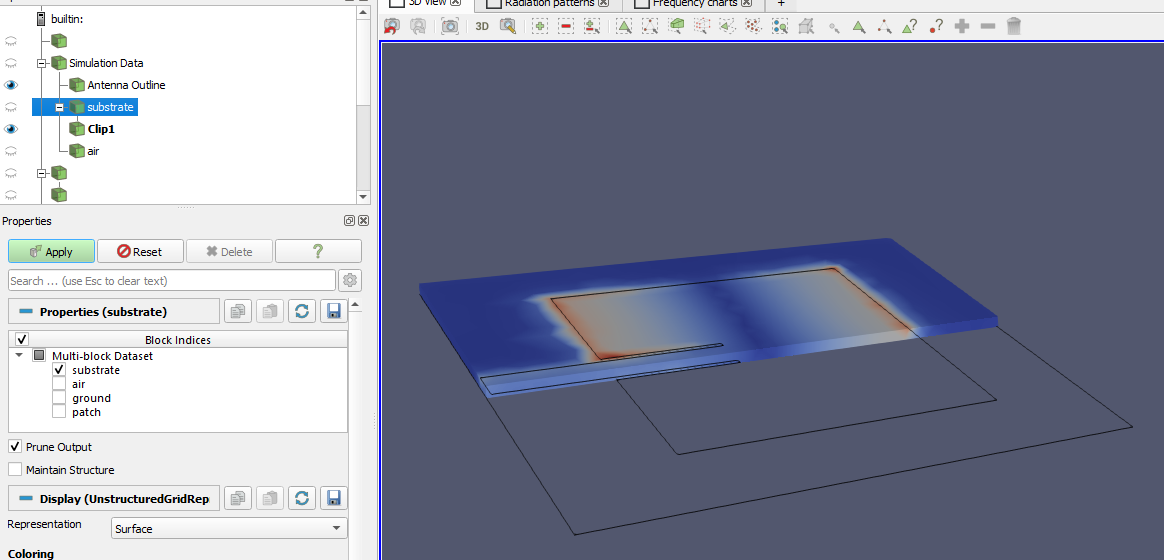 3D View
Radiation patterns
Frequency charts
+
builtin:
3D
Simulation Data
Antenna Outline
substrate
Clip1
air
Properties
Apply
Reset
Delete
?
Search ... (use Esc to clear text)
Properties (substrate)
Block Indices
Multi-block Dataset
substrate
air
ground
patch
Prune Output
Maintain Structure
Display (UnstructuredGridRep
Representation
Surface
Coloring